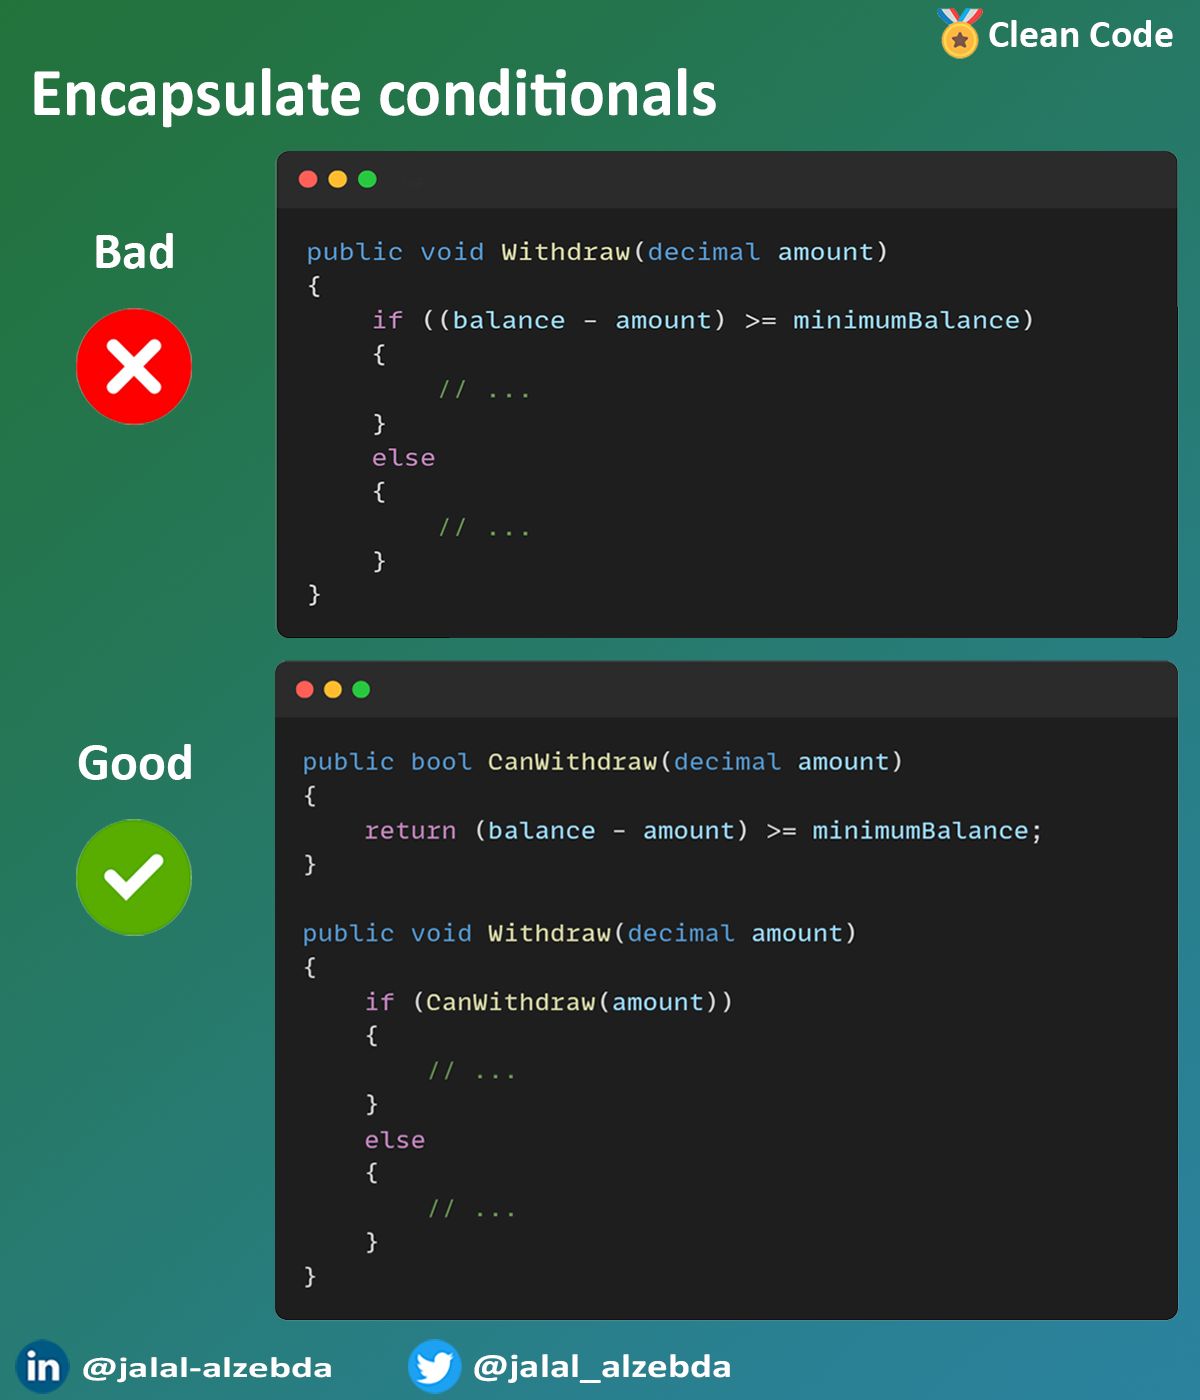 Clean Code
Encapsulate conditionals
Bad
public void Withdraw(decimal amount)
{
    if ((balance - amount) >= minimumBalance)
    {
        // ...
    }
    else
    {
        // ...
    }
}
Good
public bool CanWithdraw(decimal amount)
{
    return (balance - amount) >= minimumBalance;
}

public void Withdraw(decimal amount)
{
    if (CanWithdraw(amount))
    {
        // ...
    }
    else
    {
        // ...
    }
}
in @jalal-alzebda
@jalal_alzebda